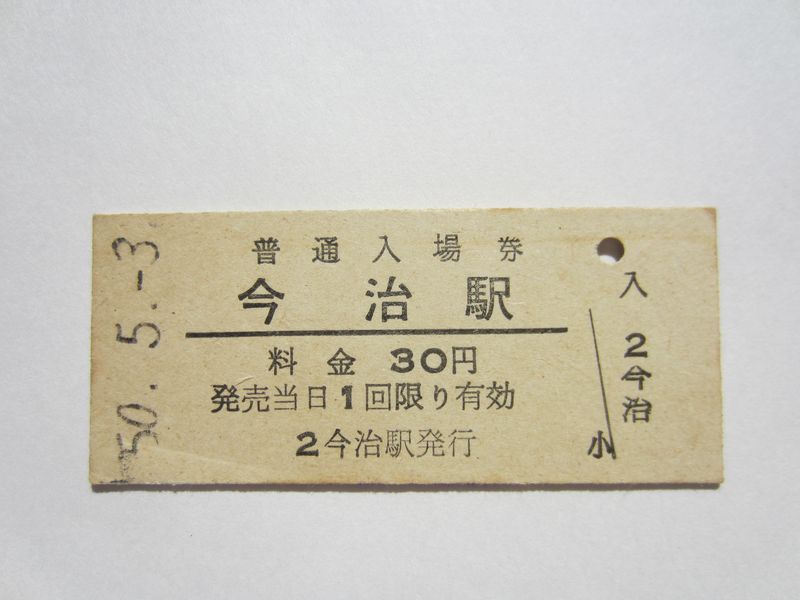 普通入場券
今治駅
料金 30円
発売当日1回限り有効
2今治駅発行
50.5.-3
入
2今治
小